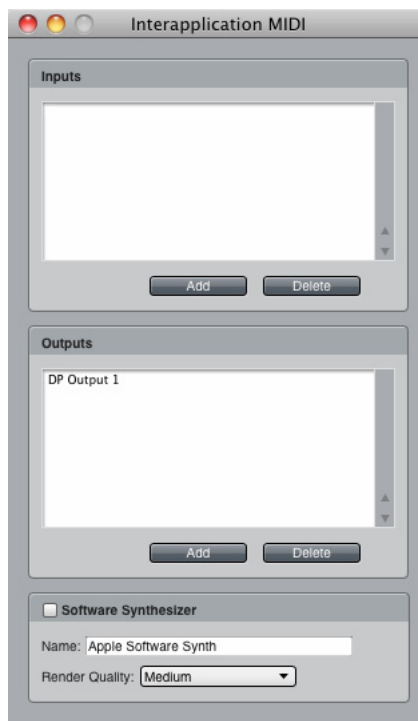 Interapplication MIDI
Inputs
Add Delete
Outputs
DP Output 1
Add Delete
Software Synthesizer
Name: Apple Software Synth
Render Quality: Medium